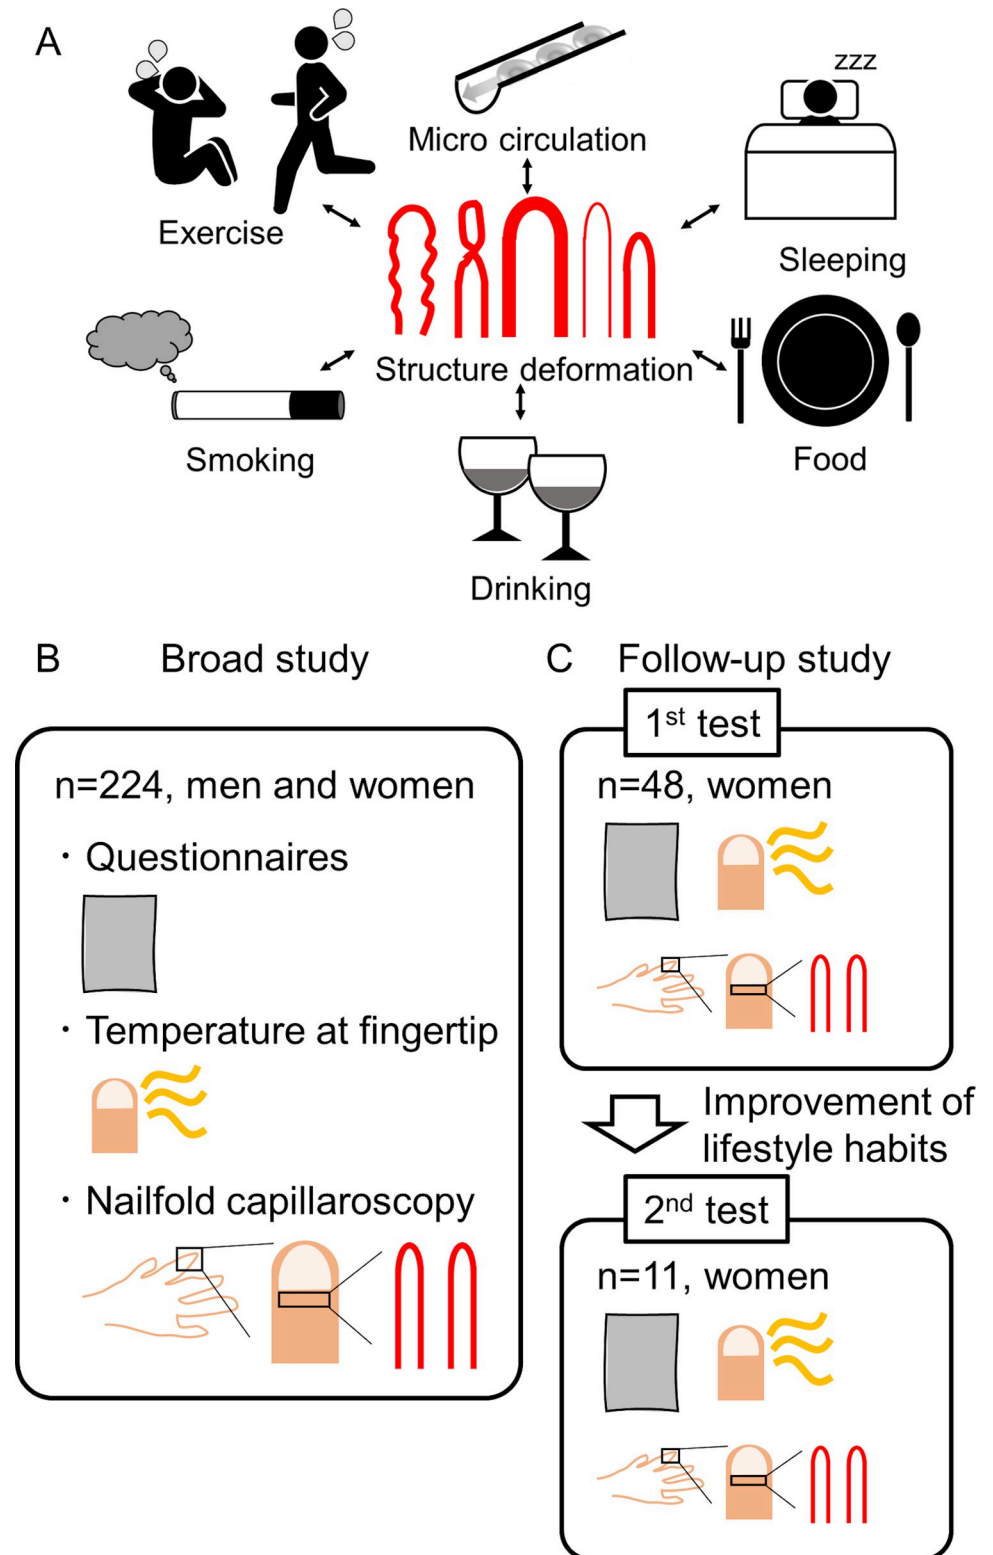 A
zzz
Micro circulation
Exercise
Sleeping
Structure deformation
Smoking
Food
Drinking
B Broad study
n=224, men and women
・Questionnaires
・Temperature at fingertip
・Nailfold capillaroscopy
C Follow-up study
1st test
n=48, women
Improvement of
lifestyle habits
2nd test
n=11, women